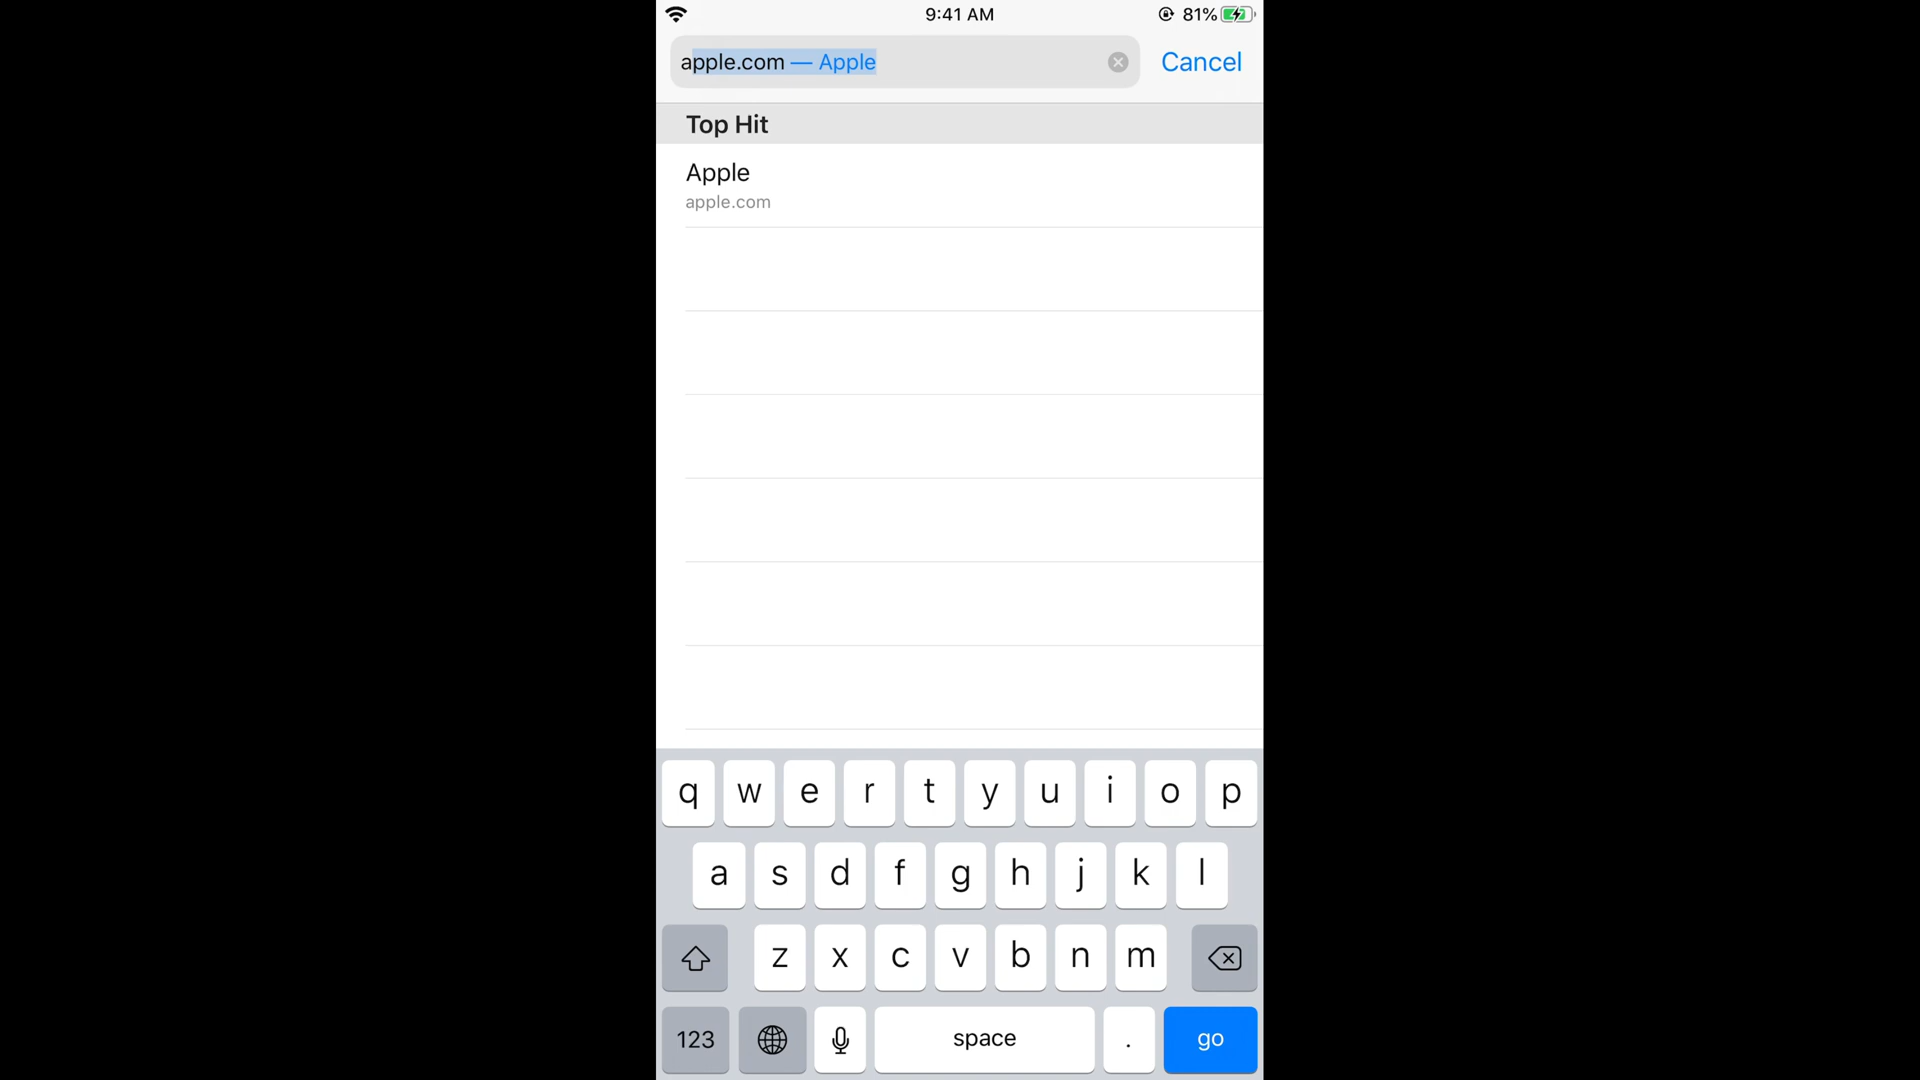 9:41 AM
81%
apple.com — Apple
Cancel
Top Hit
Apple
apple.com
q w e r t y u i o p
a s d f g h j k l
z x c v b n m
123
space
.
go